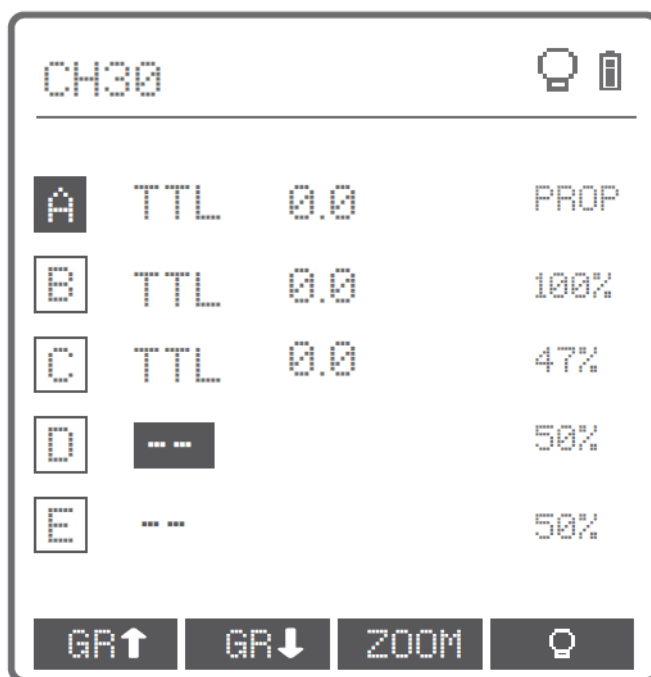 CH30
A TTL 0.0 PROP
B TTL 0.0 100%
C TTL 0.0 47%
D -- 50%
E -- 50%
GR↑ GR↓ ZOOM